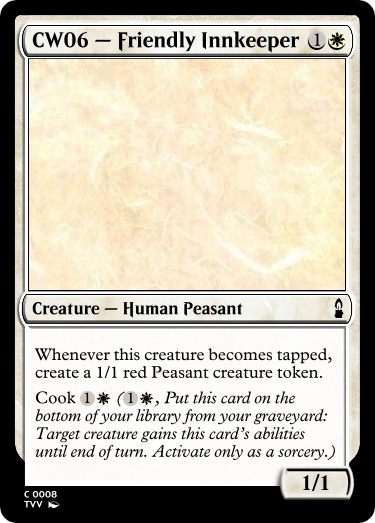 CW06 — Friendly Innkeeper 1
Creature — Human Peasant
Whenever this creature becomes tapped,
create a 1/1 red Peasant creature token.
Cook 1 (1, Put this card on the
bottom of your library from your graveyard:
Target creature gains this card's abilities
until end of turn. Activate only as a sorcery.)
1/1
C 0008
TVV